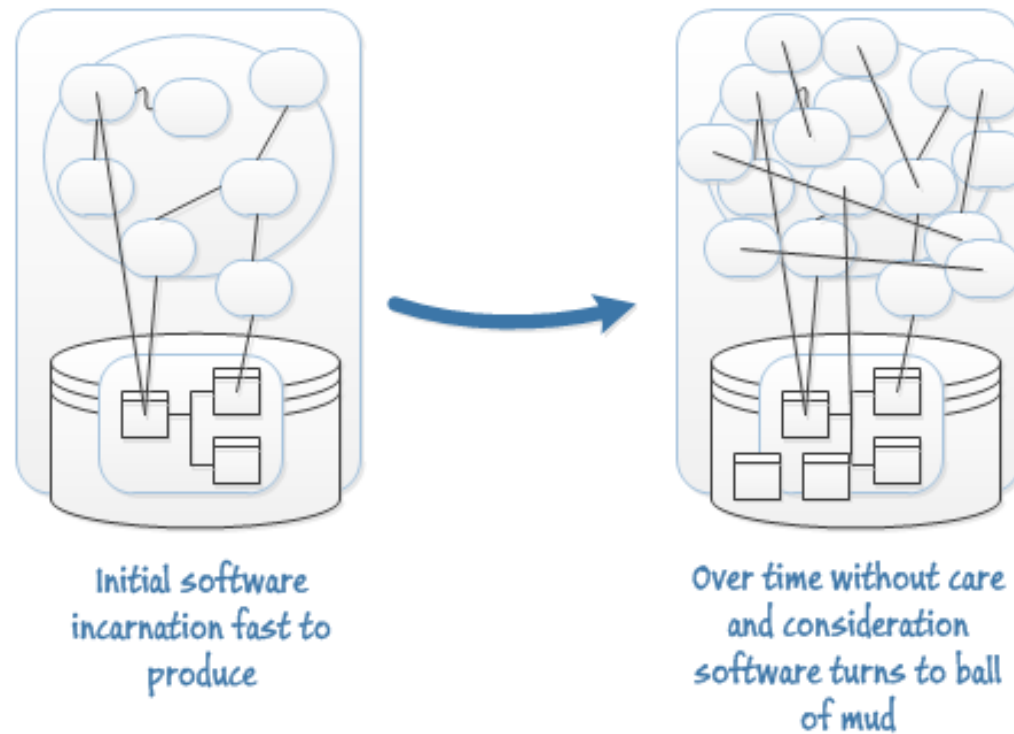 Initial software
incarnation fast to
produce
Over time without care
and consideration
software turns to ball
of mud